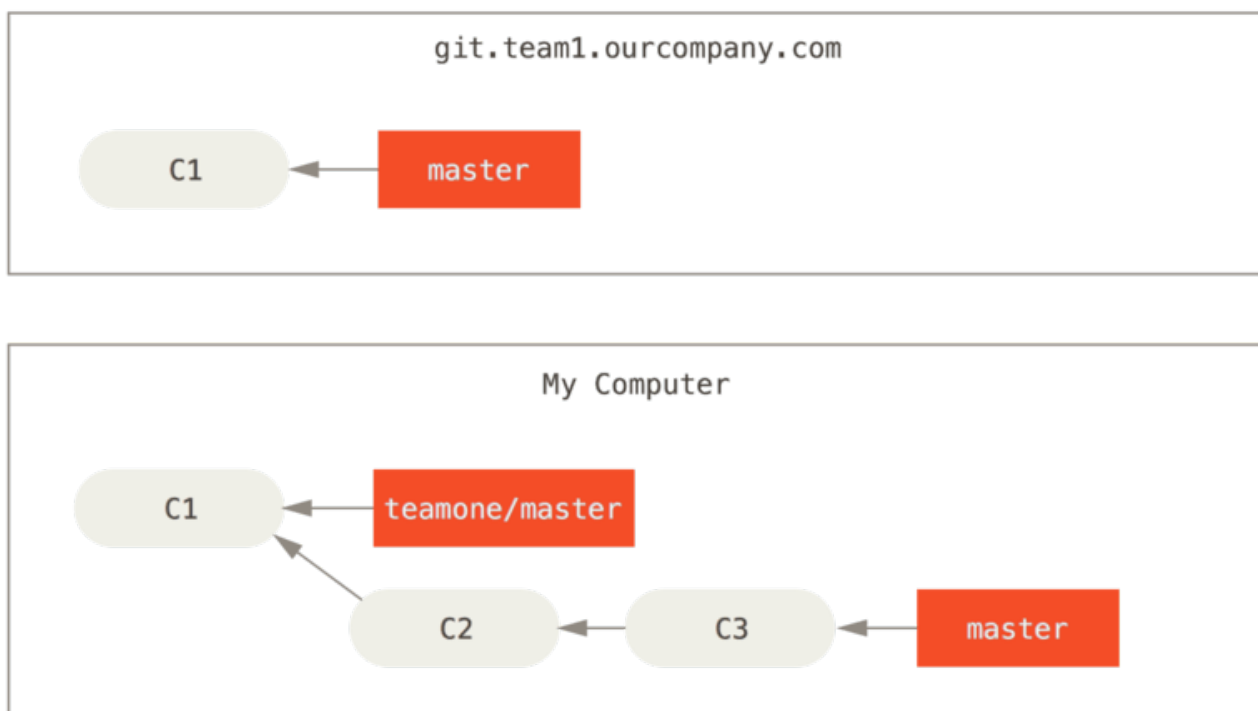 git.team1.ourcompany.com
C1
master
My Computer
C1
teamone/master
C2
C3
master